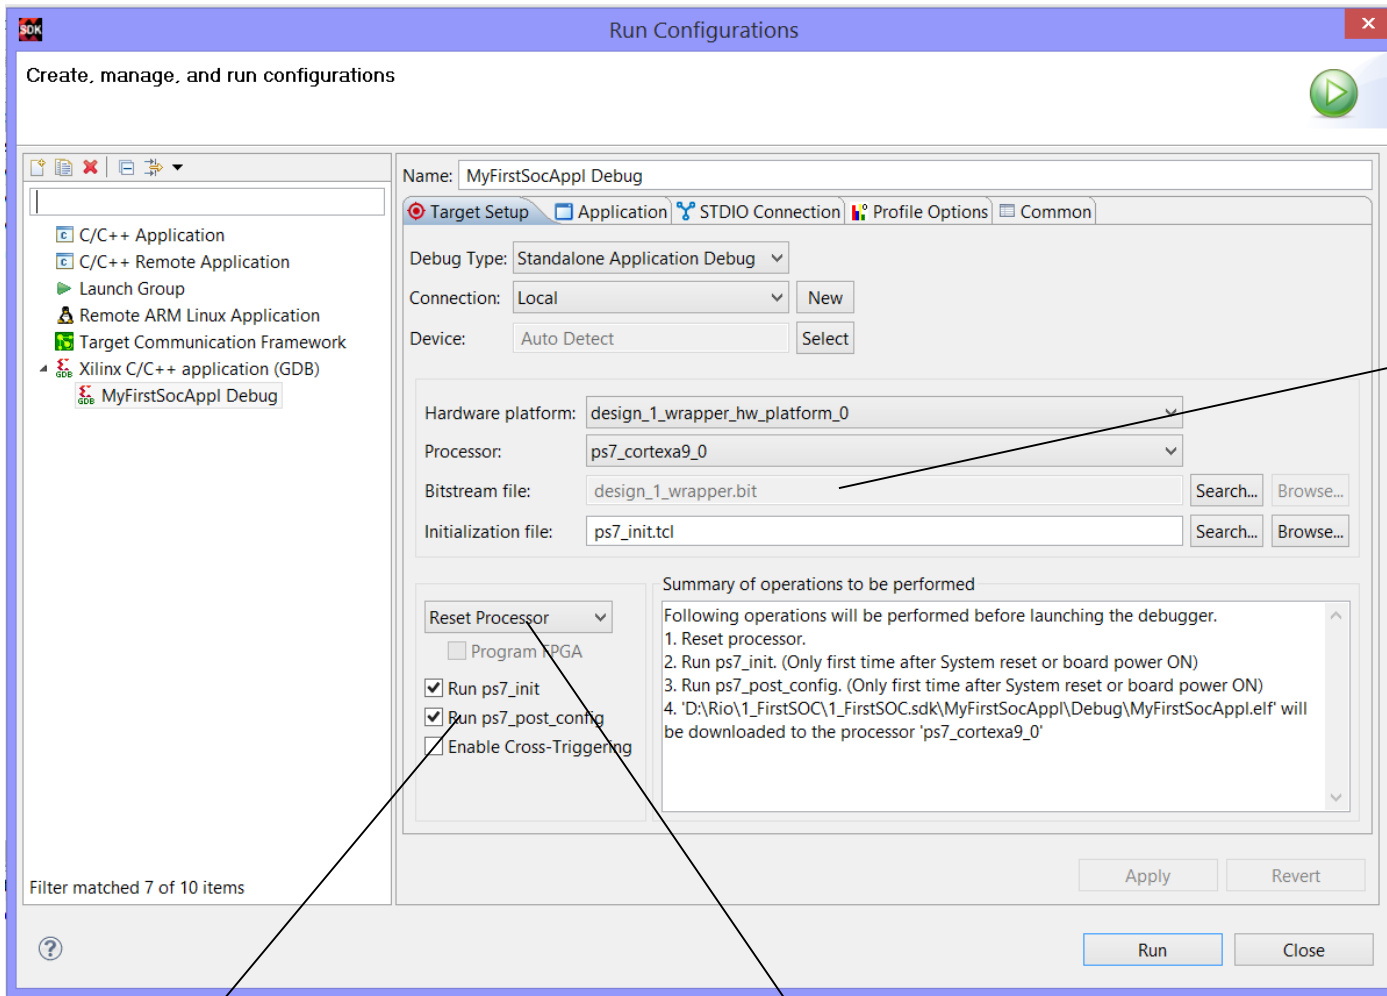 SDK
Run Configurations
Create, manage, and run configurations
Name: MyFirstSocAppl Debug
Target Setup Application STDIO Connection Profile Options Common
C/C++ Application
C/C++ Remote Application
Launch Group
Remote ARM Linux Application
Target Communication Framework
Xilinx C/C++ application (GDB)
MyFirstSocAppl Debug
Filter matched 7 of 10 items
Debug Type: Standalone Application Debug
Connection: Local New
Device: Auto Detect Select
Hardware platform: design_1_wrapper_hw_platform_0
Processor: ps7_cortexa9_0
Bitstream file: design_1_wrapper.bit Search... Browse...
Initialization file: ps7_init.tcl Search... Browse...
Reset Processor
Program FPGA
Run ps7_init
Run ps7_post_config
Enable Cross-Triggering
Summary of operations to be performed
Following operations will be performed before launching the debugger.
1. Reset processor.
2. Run ps7_init. (Only first time after System reset or board power ON)
3. Run ps7_post_config. (Only first time after System reset or board power ON)
4. 'D:\Rio\1_FirstSOC\1_FirstSOC.sdk\MyFirstSocAppl\Debug\MyFirstSocAppl.elf' will
be downloaded to the processor 'ps7_cortexa9_0'
Apply Revert
Run Close